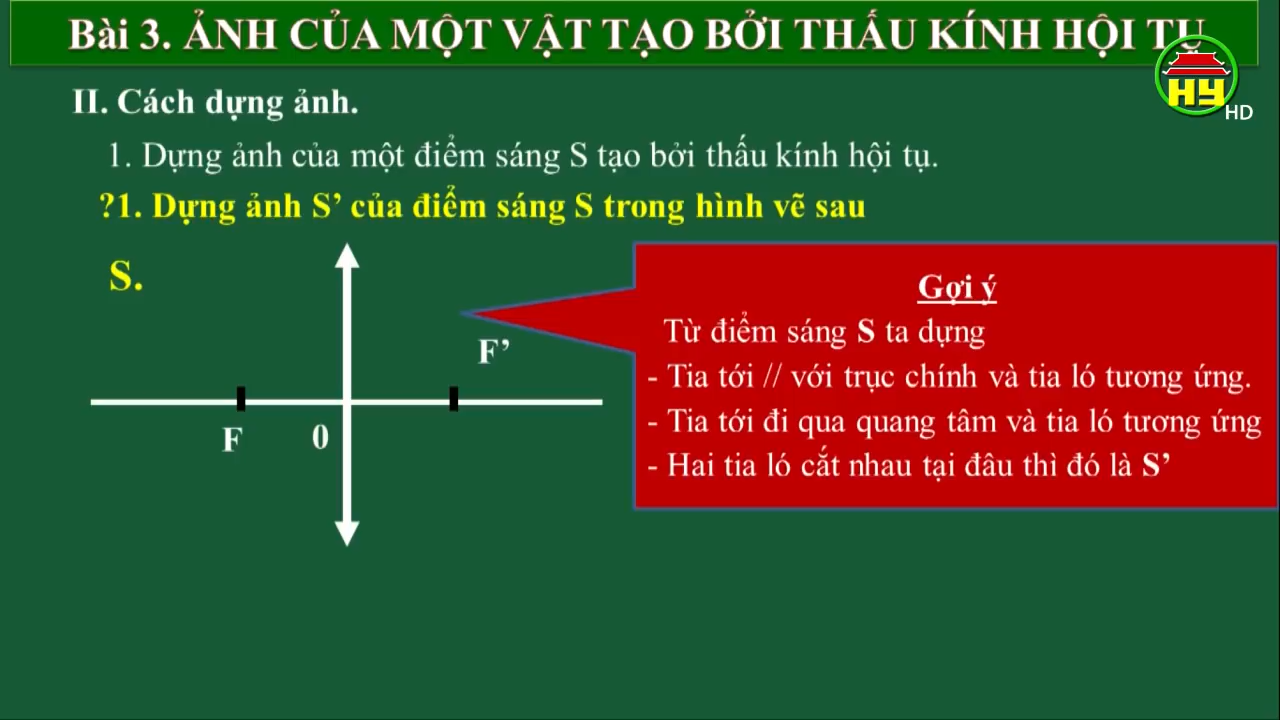 Bài 3. ẢNH CỦA MỘT VẬT TẠO BỞI THẤU KÍNH HỘI TỤ
HY
HD
II. Cách dựng ảnh.
1. Dựng ảnh của một điểm sáng S tạo bởi thấu kính hội tụ.
?1. Dựng ảnh S’ của điểm sáng S trong hình vẽ sau
S.
F’
F
0
Gợi ý
Từ điểm sáng S ta dựng
- Tia tới // với trục chính và tia ló tương ứng.
- Tia tới đi qua quang tâm và tia ló tương ứng
- Hai tia ló cắt nhau tại đâu thì đó là S’